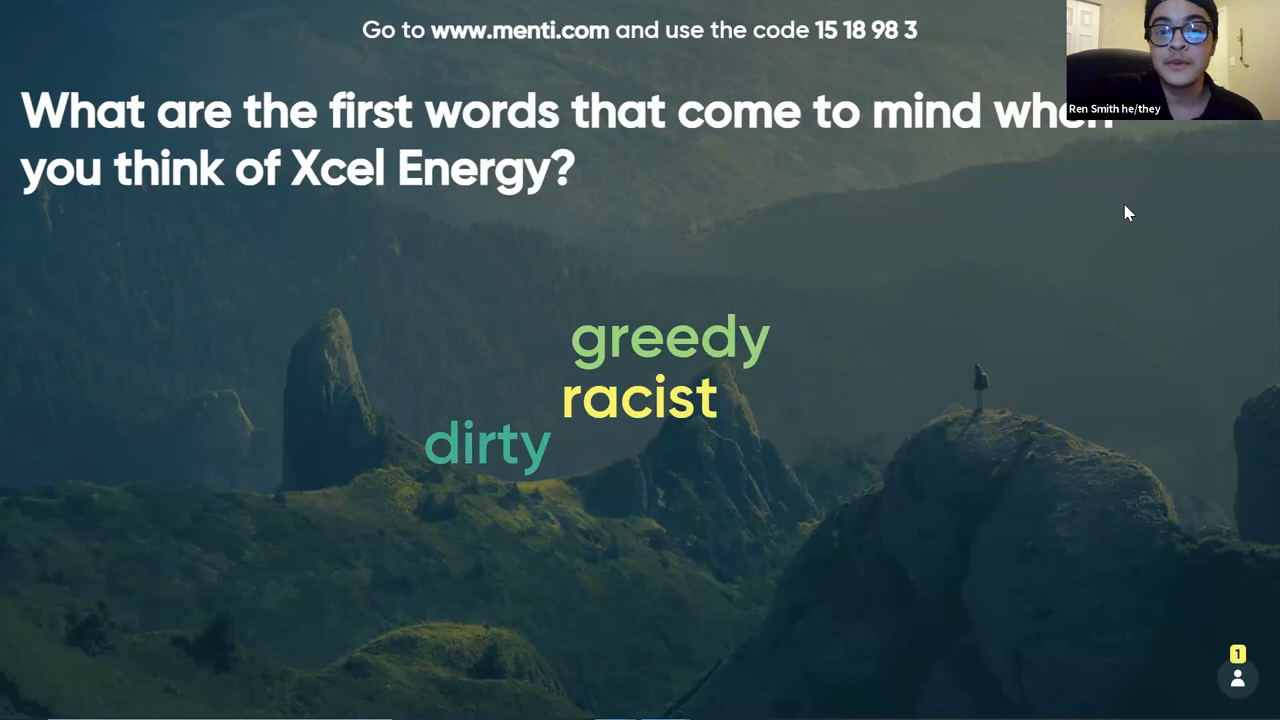 Go to www.menti.com and use the code 15 18 98 3
Ren Smith he/they
What are the first words that come to mind when
you think of Xcel Energy?
greedy
racist
dirty
1